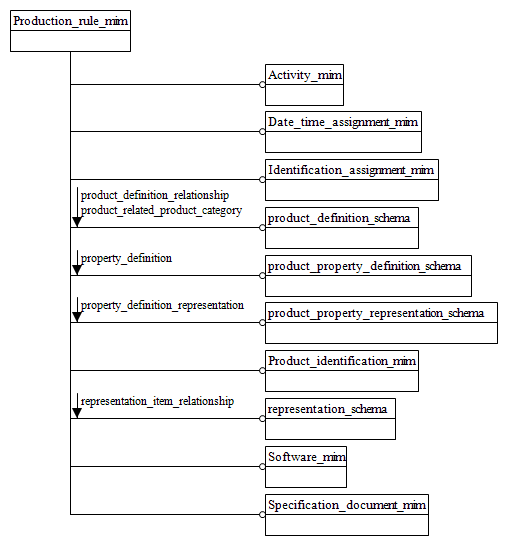 Production_rule_mim
Activity_mim
Date_time_assignment_mim
Identification_assignment_mim
product_definition_relationship
product_related_product_category
product_definition_schema
property_definition
product_property_definition_schema
property_definition_representation
product_property_representation_schema
Product_identification_mim
representation_item_relationship
representation_schema
Software_mim
Specification_document_mim